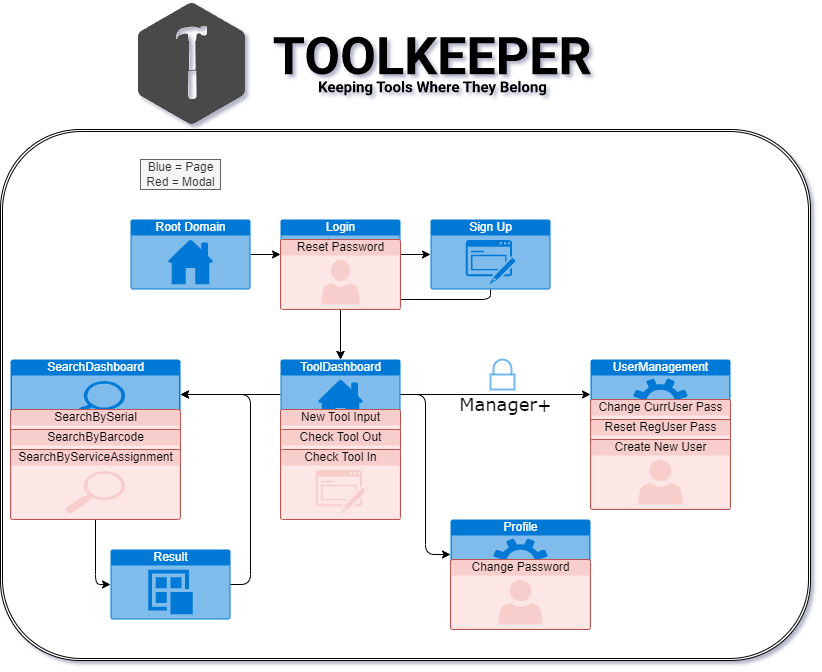 TOOLKEEPER
Keeping Tools Where They Belong
Blue = Page
Red = Modal
Root Domain
Login
Reset Password
Sign Up
SearchDashboard
SearchBySerial
SearchByBarcode
SearchByServiceAssignment
ToolDashboard
New Tool Input
Check Tool Out
Check Tool In
Manager+
UserManagement
Change CurrUser Pass
Reset RegUser Pass
Create New User
Result
Profile
Change Password